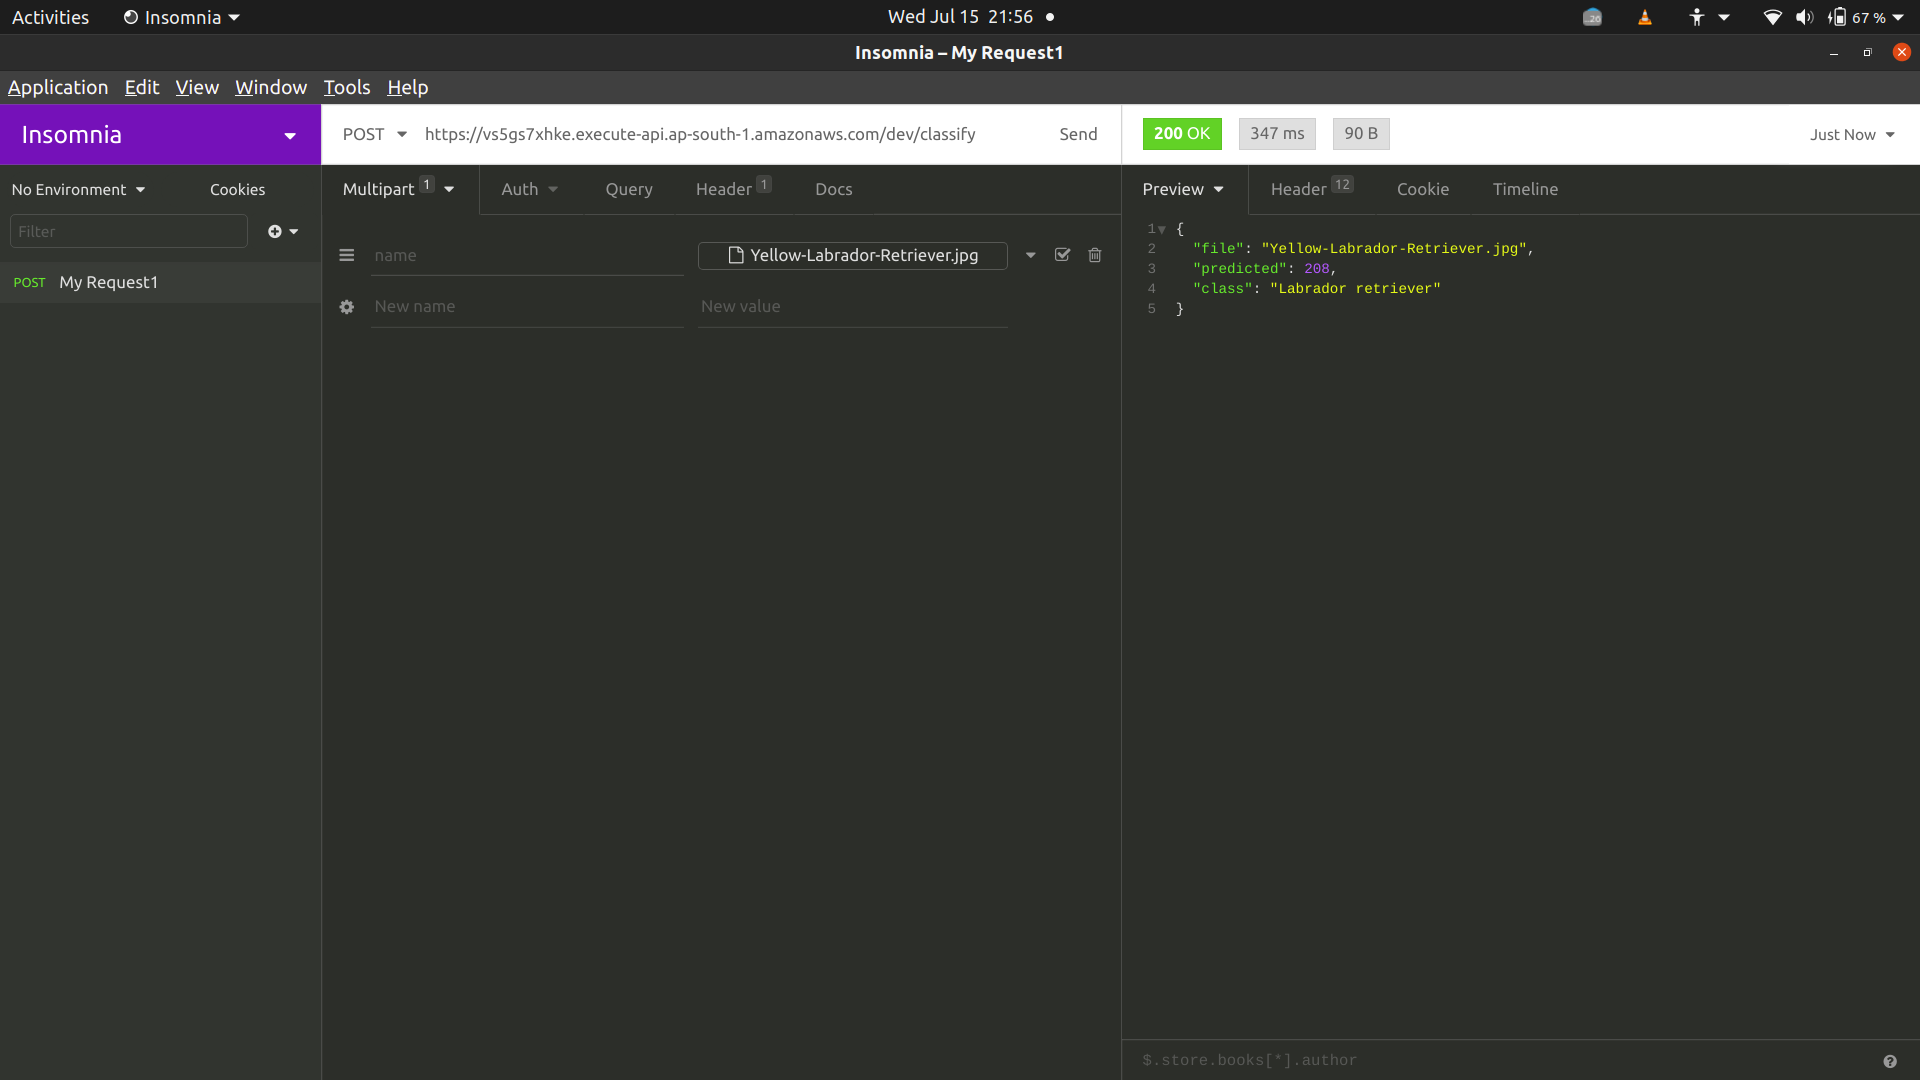 Activities Insomnia Wed Jul 15 21:56 67 %
Insomnia – My Request1
Application Edit View Window Tools Help
Insomnia POST https://vs5gs7xhke.execute-api.ap-south-1.amazonaws.com/dev/classify Send 200 OK 347 ms 90 B Just Now
No Environment Cookies Multipart 1 Auth Query Header 1 Docs Preview Header 12 Cookie Timeline
Filter
name Yellow-Labrador-Retriever.jpg
POST My Request1
New name New value
1 {
2 "file": "Yellow-Labrador-Retriever.jpg",
3 "predicted": 208,
4 "class": "Labrador retriever"
5 }
$.store.books[*].author